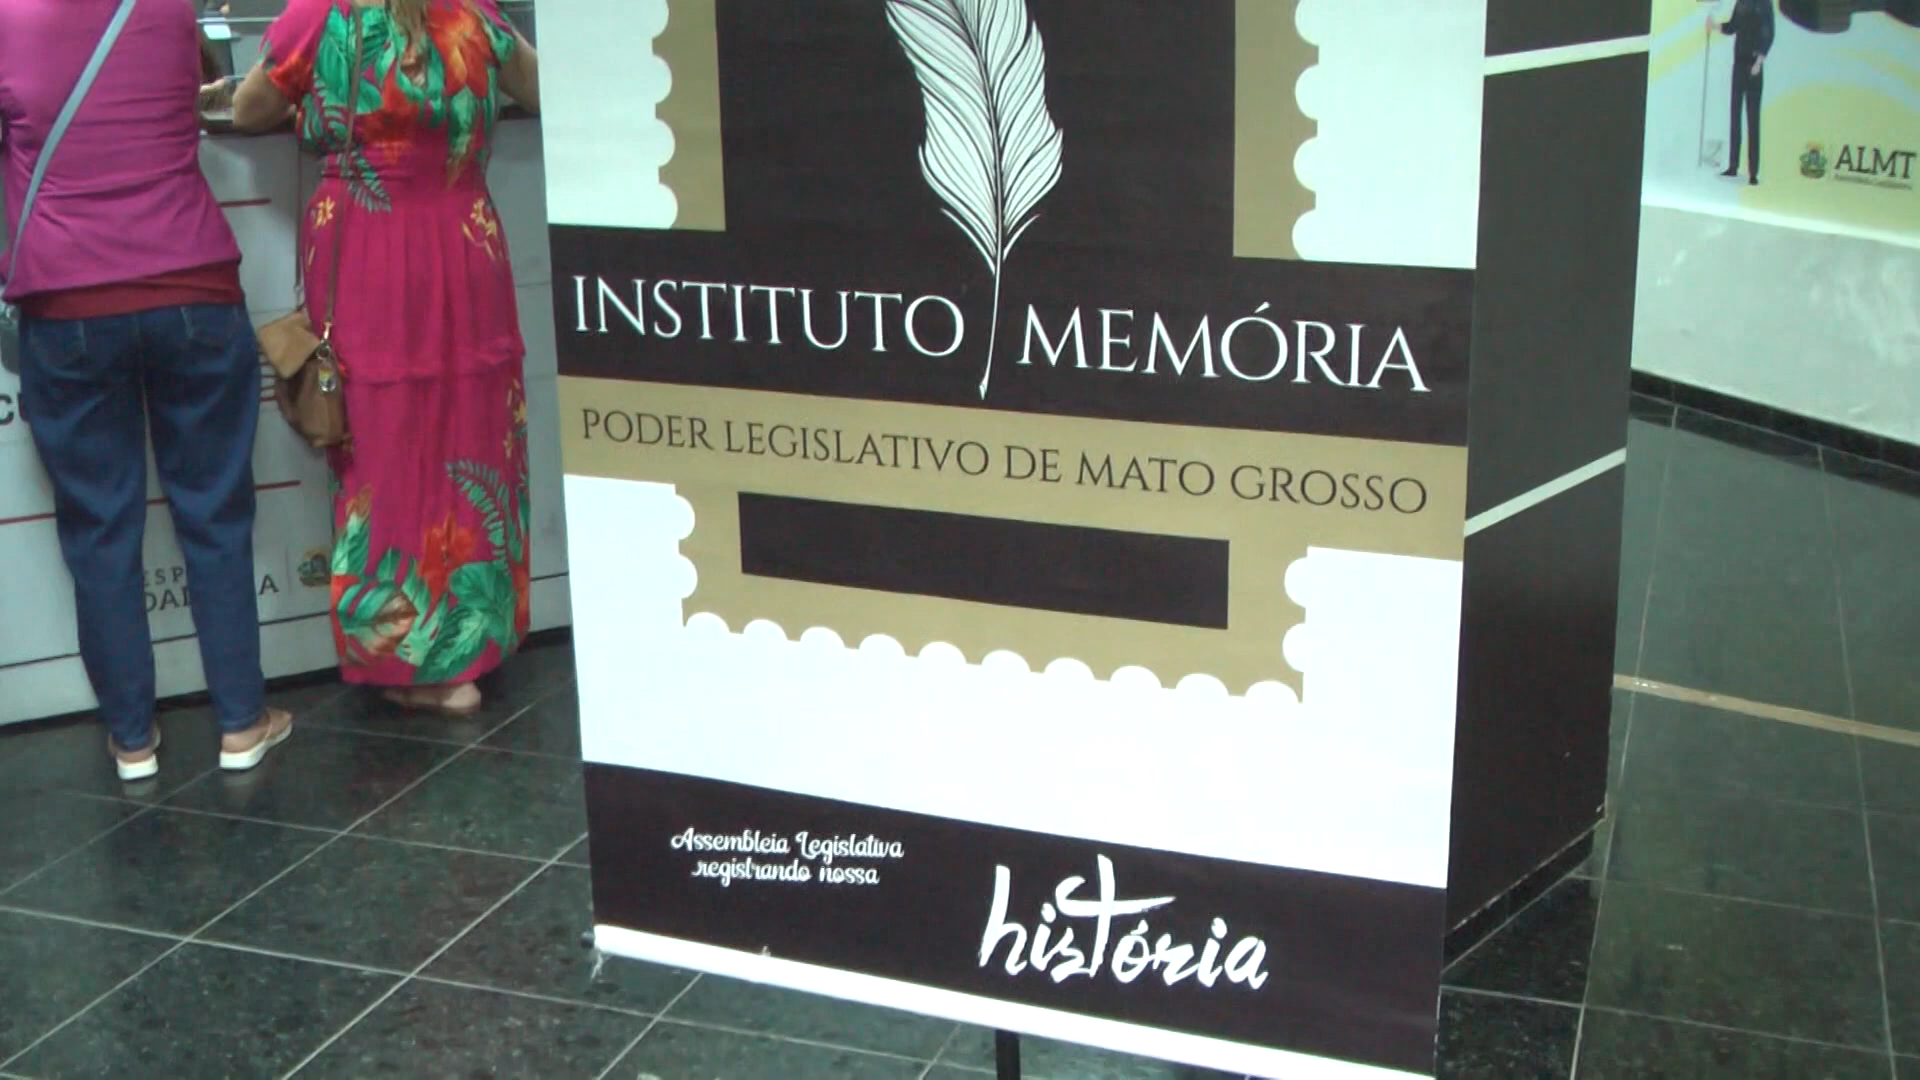 ALMT
INSTITUTO MEMÓRIA
PODER LEGISLATIVO DE MATO GROSSO
Assembleia Legislativa
registrando nossa
história